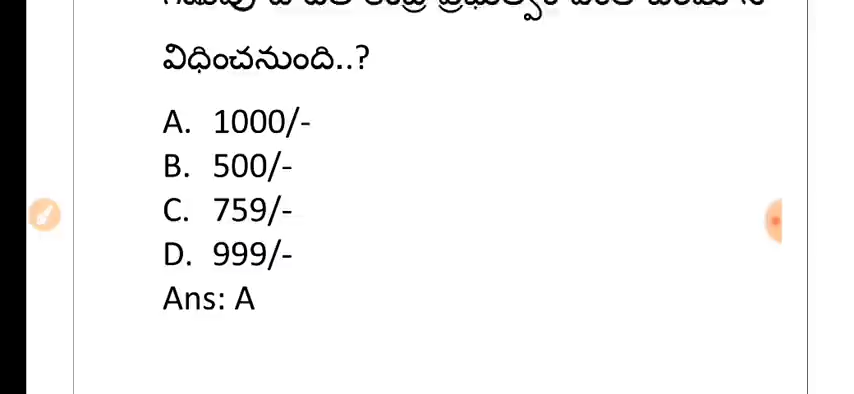 విధించనుంది..?
A. 1000/-
B. 500/-
C. 759/-
D. 999/-
Ans: A